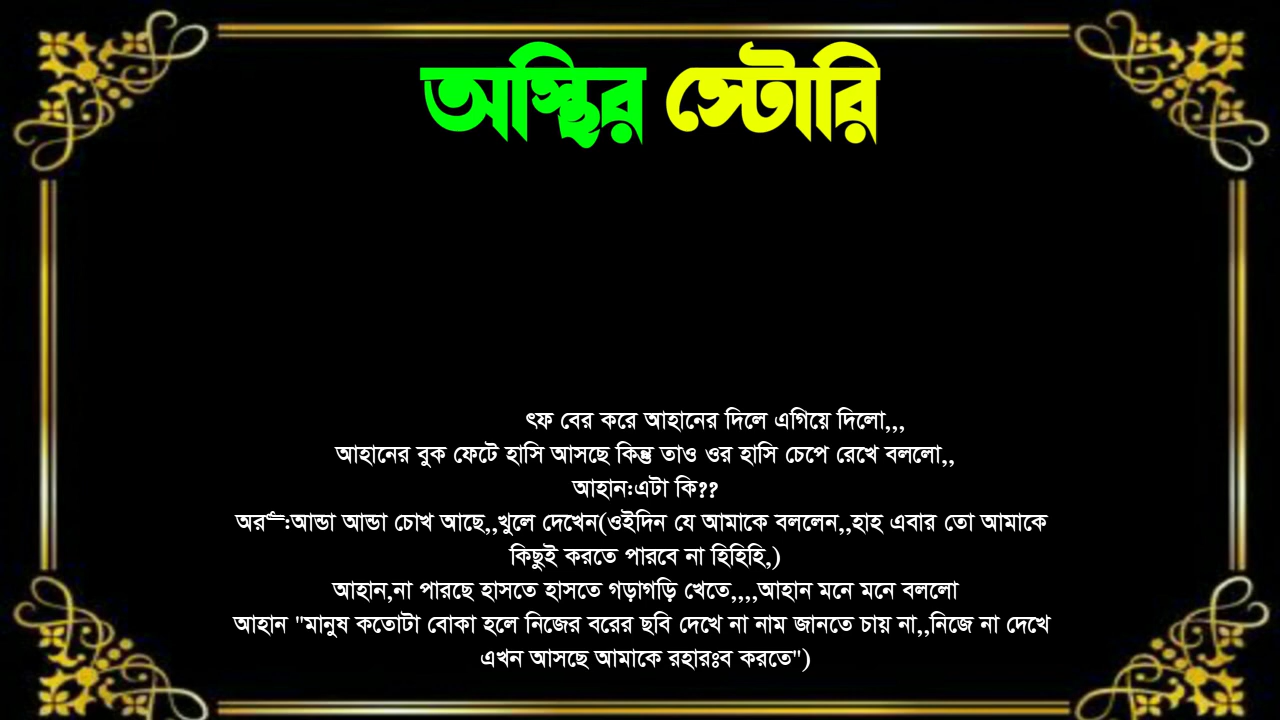 অস্থির স্টোরি
ৎফ বের করে আহানের দিলে এগিয়ে দিলো,,,
আহানের বুক ফেটে হাসি আসছে কিন্তু তাও ওর হাসি চেপে রেখে বললো,,
আহান:এটা কি??
:আন্ডা আন্ডা চোখ আছে,,খুলে দেখেন(ওইদিন যে আমাকে বললেন,,হাহ এবার তো আমাকে
কিছুই করতে পারবে না হিহিহি,)
আহান,না পারছে হাসতে হাসতে গড়াগড়ি খেতে,,,,আহান মনে মনে বললো
আহান "মানুষ কতোটা বোকা হলে নিজের বরের ছবি দেখে না নাম জানতে চায় না,,নিজে না দেখে
এখন আসছে আমাকে রহারঃব করতে")